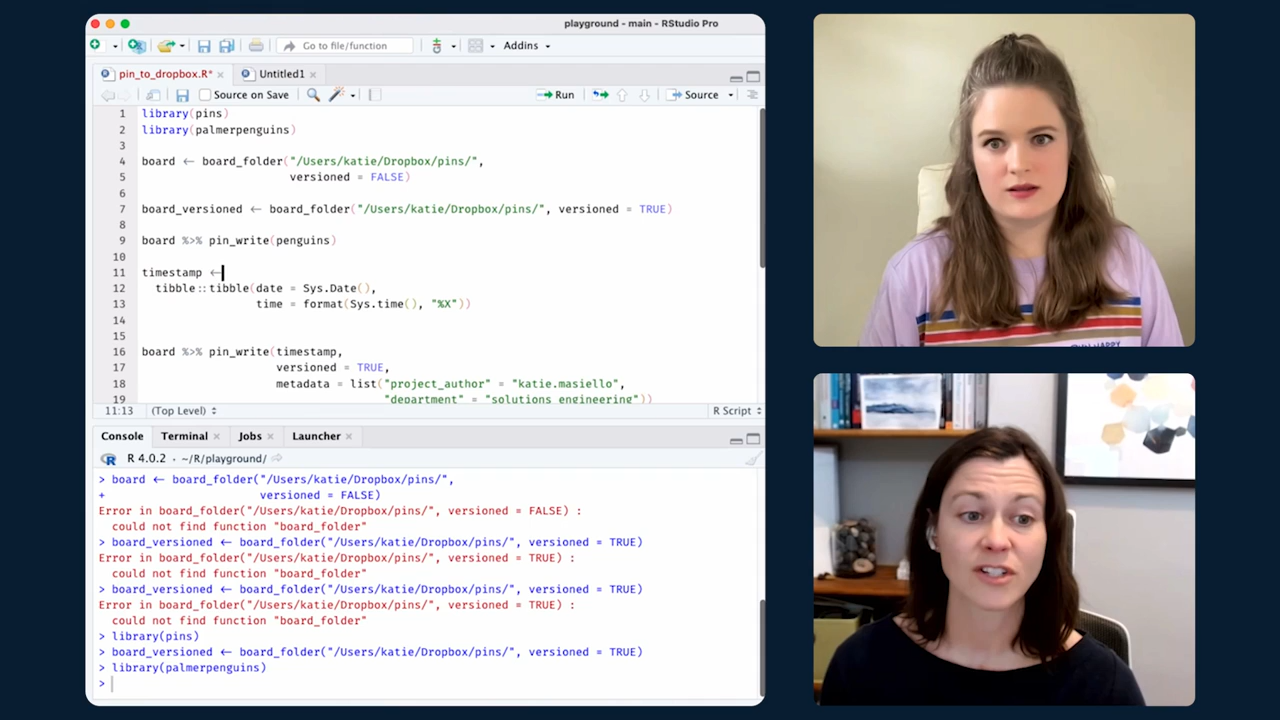 playground - main - RStudio Pro
Go to file/function
Addins
pin_to_dropbox.R*
Untitled1
Source on Save
Run
Source
1 library(pins)
2 library(palmerpenguins)
3
4 board ← board_folder("/Users/katie/Dropbox/pins/",
5 versioned = FALSE)
6
7 board_versioned ← board_folder("/Users/katie/Dropbox/pins/", versioned = TRUE)
8
9 board %>% pin_write(penguins)
10
11 timestamp ←
12 tibble::tibble(date = Sys.Date(),
13 time = format(Sys.time(), "%X"))
14
15
16 board %>% pin_write(timestamp,
17 versioned = TRUE,
18 metadata = list("project_author" = "katie.masiello",
19 "department" = "solutions engineering"))
11:13 (Top Level) R Script
Console Terminal Jobs Launcher
R 4.0.2 · ~/R/playground/
> board ← board_folder("/Users/katie/Dropbox/pins/",
+ versioned = FALSE)
Error in board_folder("/Users/katie/Dropbox/pins/", versioned = FALSE) :
could not find function "board_folder"
> board_versioned ← board_folder("/Users/katie/Dropbox/pins/", versioned = TRUE)
Error in board_folder("/Users/katie/Dropbox/pins/", versioned = TRUE) :
could not find function "board_folder"
> board_versioned ← board_folder("/Users/katie/Dropbox/pins/", versioned = TRUE)
Error in board_folder("/Users/katie/Dropbox/pins/", versioned = TRUE) :
could not find function "board_folder"
> library(pins)
> board_versioned ← board_folder("/Users/katie/Dropbox/pins/", versioned = TRUE)
> library(palmerpenguins)
>